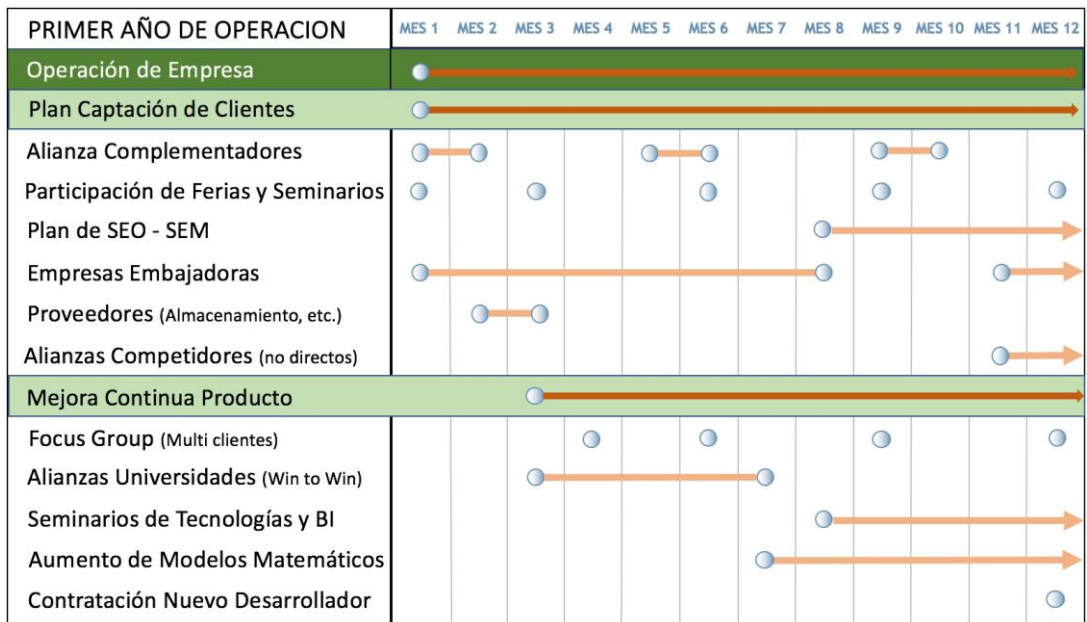 PRIMER AÑO DE OPERACION MES 1 MES 2 MES 3 MES 4 MES 5 MES 6 MES 7 MES 8 MES 9 MES 10 MES 11 MES 12
Operación de Empresa
Plan Captación de Clientes
Alianza Complementadores
Participación de Ferias y Seminarios
Plan de SEO - SEM
Empresas Embajadoras
Proveedores (Almacenamiento, etc.)
Alianzas Competidores (no directos)
Mejora Continua Producto
Focus Group (Multi clientes)
Alianzas Universidades (Win to Win)
Seminarios de Tecnologías y BI
Aumento de Modelos Matemáticos
Contratación Nuevo Desarrollador